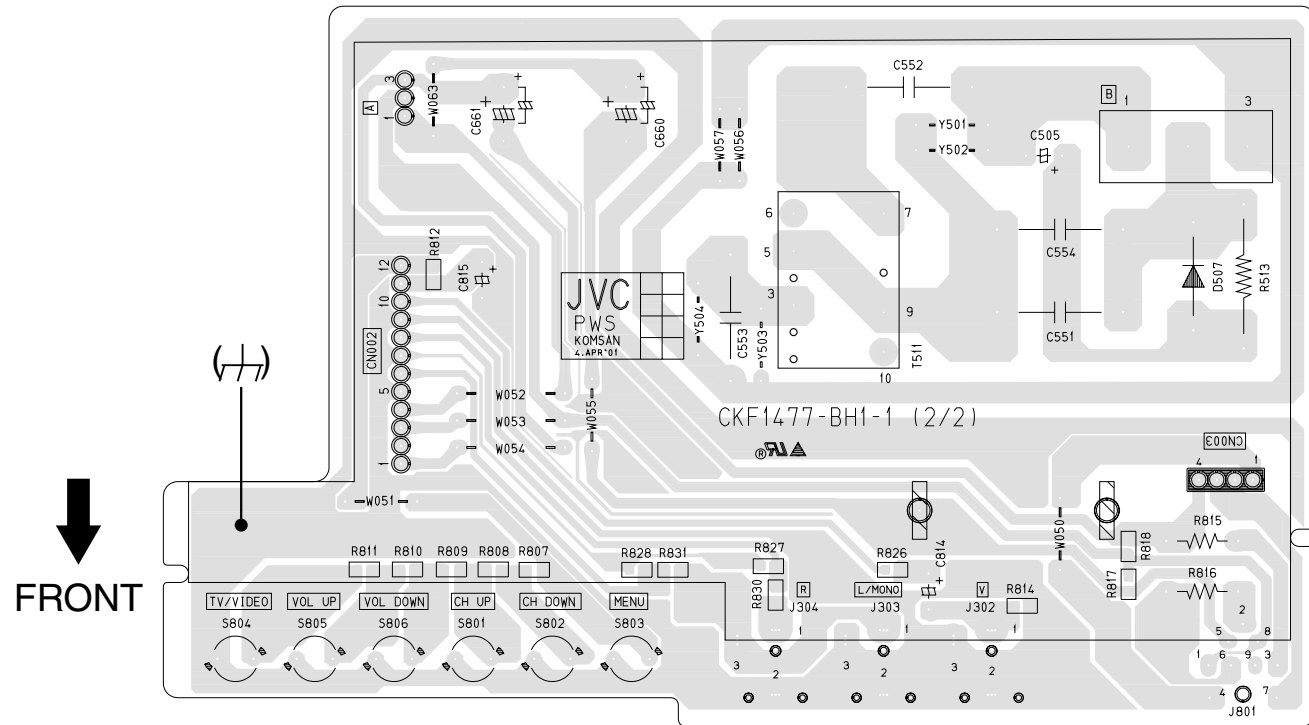 C552
B
1
3
3
A
1
W063
C661
+
+
+
+
C660
W057
W056
Y501
Y502
C505
+
6
7
5
3
9
10
T511
C554
C551
D507
R513
R812
12
C815
+
10
CN002
5
1
JVC
PWS
KOMSAN
4.APR'01
Y504
C553
Y503
W052
W053
W054
W055
CKF1477-BH1-1 (2/2)
®
CN003
4
1
W051
FRONT
R811
R810
R809
R808
R807
R828
R831
R827
R830
R826
C814
+
W050
R818
R817
R815
R816
R
J304
L/MONO
J303
V
J302
R814
TV/VIDEO
VOL UP
VOL DOWN
CH UP
CH DOWN
MENU
S804
S805
S806
S801
S802
S803
1
3
2
1
3
2
1
3
2
2
5
8
1
6
9
3
4
7
J801